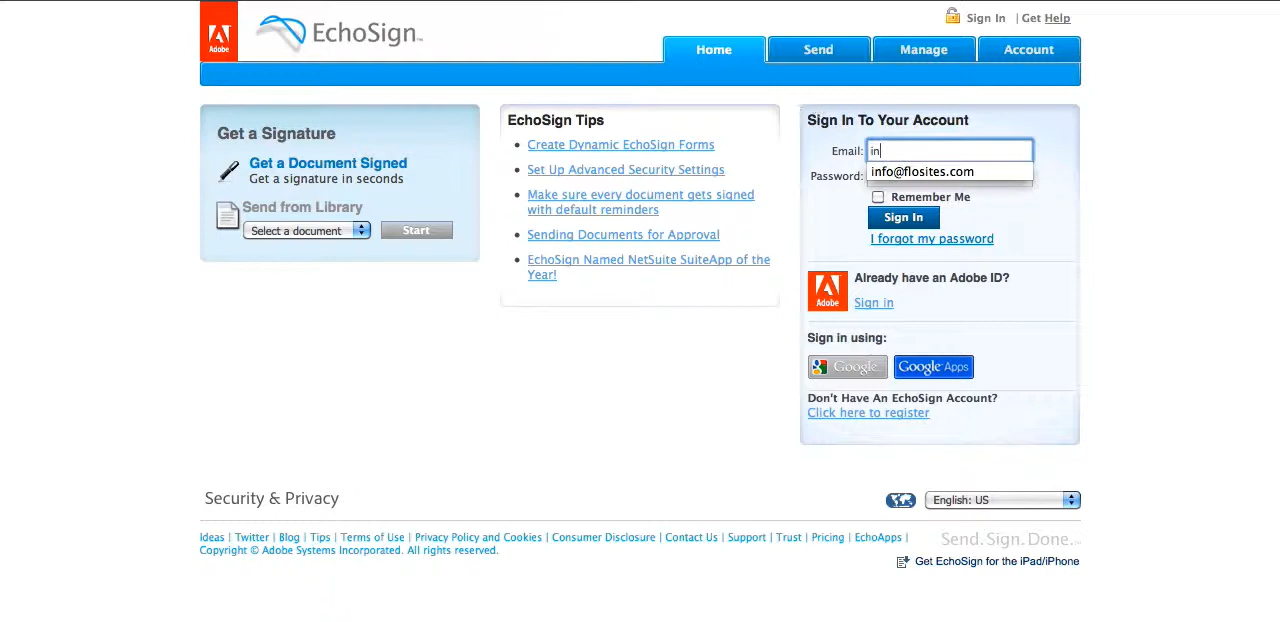 Adobe
EchoSign™
Sign In | Get Help
Home
Send
Manage
Account
Get a Signature
Get a Document Signed
Get a signature in seconds
Send from Library
Select a document
Start
EchoSign Tips
Create Dynamic EchoSign Forms
Set Up Advanced Security Settings
Make sure every document gets signed
with default reminders
Sending Documents for Approval
EchoSign Named NetSuite SuiteApp of the
Year!
Sign In To Your Account
Email: in
info@flosites.com
Password:
Remember Me
Sign In
I forgot my password
Already have an Adobe ID?
Adobe
Sign in
Sign in using:
Google
Google Apps
Don't Have An EchoSign Account?
Click here to register
Security & Privacy
English: US
Ideas | Twitter | Blog | Tips | Terms of Use | Privacy Policy and Cookies | Consumer Disclosure | Contact Us | Support | Trust | Pricing | EchoApps |
Copyright © Adobe Systems Incorporated. All rights reserved.
Send. Sign. Done.™
Get EchoSign for the iPad/iPhone